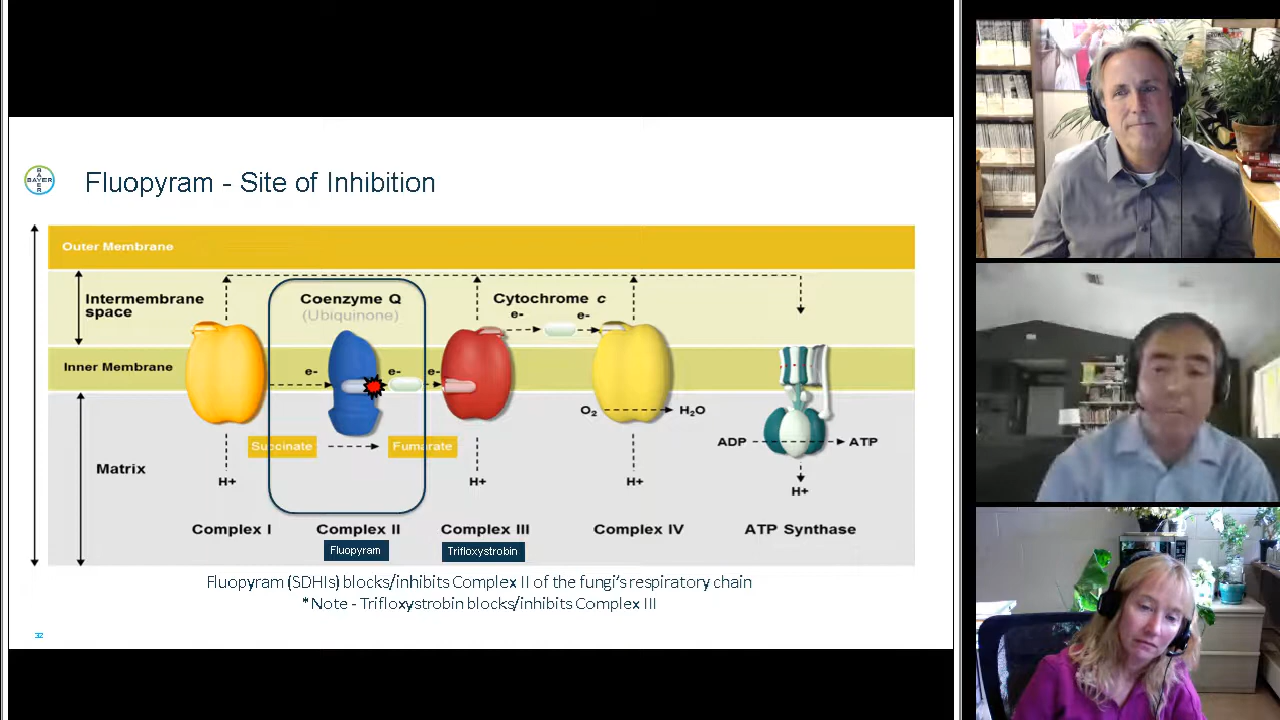 BAYER
BAYER
Fluopyram - Site of Inhibition
Outer Membrane
Intermembrane
space
Coenzyme Q
(Ubiquinone)
Cytochrome c
e-
e-
Inner Membrane
e-
e-
e-
O₂
H₂O
ADP
ATP
Succinate
Fumarate
Matrix
H+
H+
H+
H+
Complex I
Complex II
Complex III
Complex IV
ATP Synthase
Fluopyram
Trifloxystrobin
Fluopyram (SDHIs) blocks/inhibits Complex II of the fungi's respiratory chain
*Note - Trifloxystrobin blocks/inhibits Complex III
32